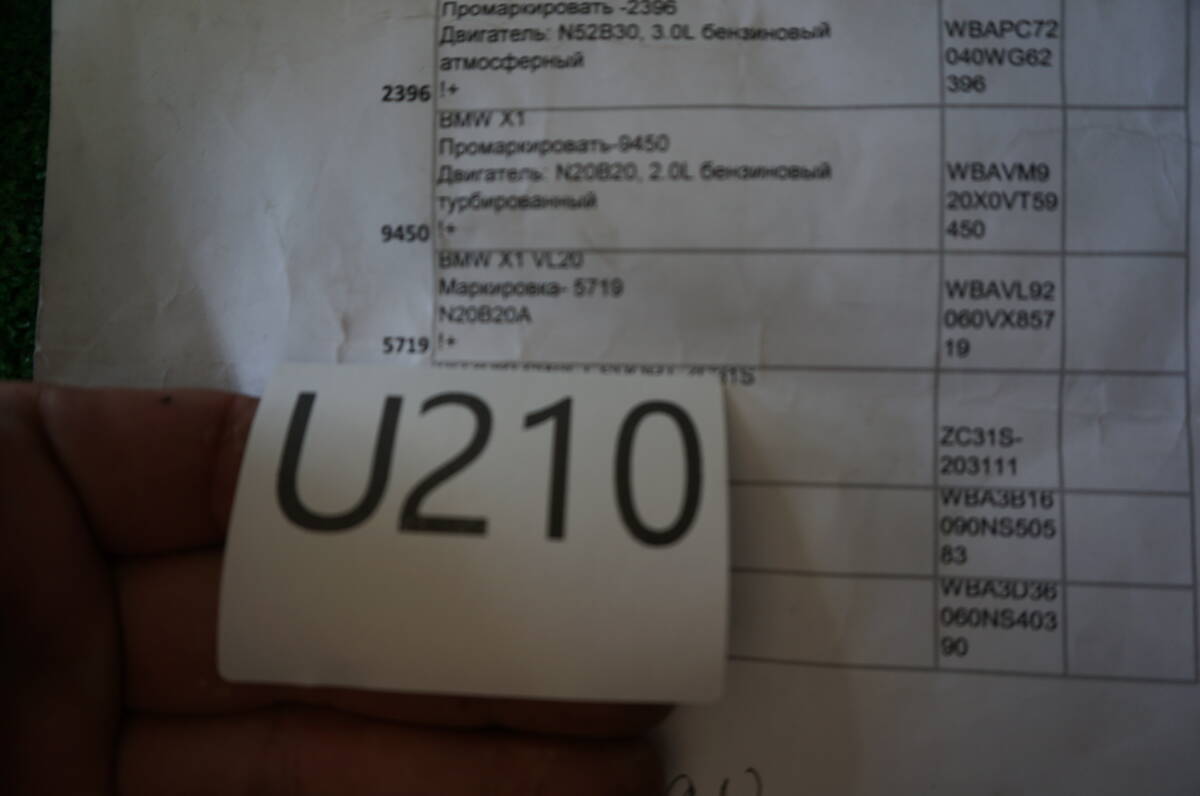 Промаркировать -2396
Двигатель: N52B30, 3.0L бензиновый
атмосферный
2396 !+
WBAPC72
040WG62
396
BMW X1
Промаркировать-9450
Двигатель: N20B20, 2.0L бензиновый
турбированный
9450 !+
WBAVM9
20X0VT59
450
BMW X1 VL20
Маркировка- 5719
N20B20A
5719 !+
WBAVL92
060VX857
19
ZC31S-
203111
WBA3B16
090NS505
83
WBA3D36
060NS403
90
U210